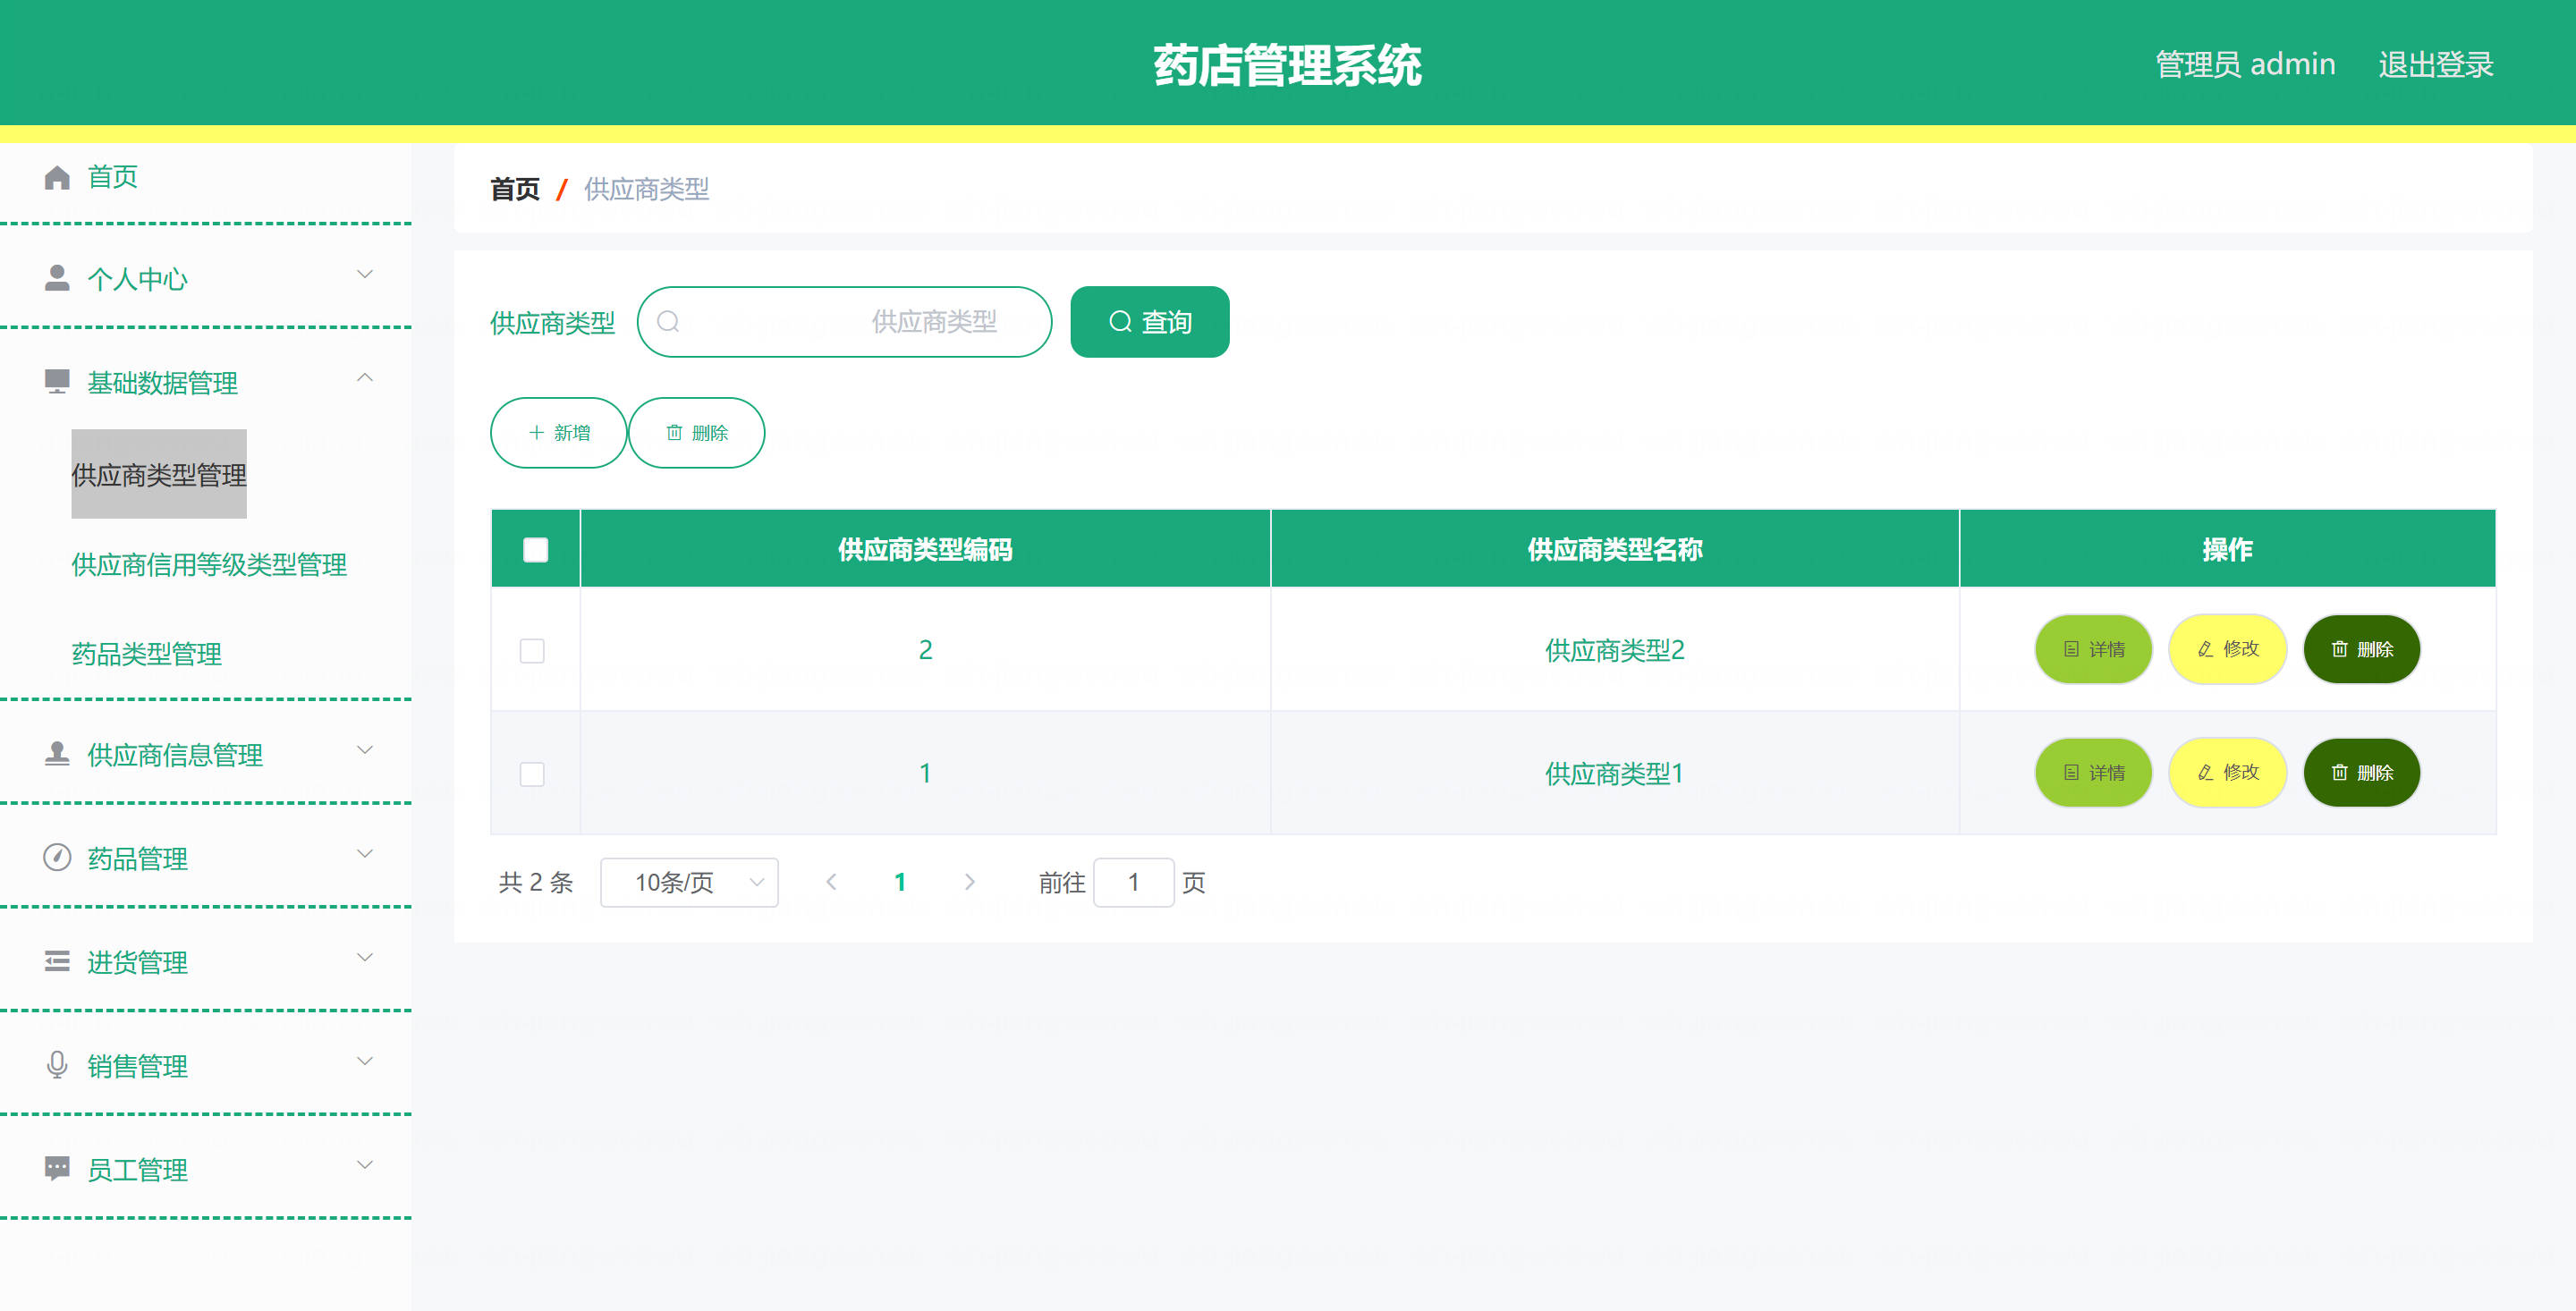 药店管理系统
管理员 admin 退出登录
首页
个人中心
基础数据管理
供应商类型管理
供应商信用等级类型管理
药品类型管理
供应商信息管理
药品管理
进货管理
销售管理
员工管理
首页 / 供应商类型
供应商类型 供应商类型 查询
新增 删除
供应商类型编码 供应商类型名称 操作
2 供应商类型2 详情 修改 删除
1 供应商类型1 详情 修改 删除
共 2 条 10条/页 1 前往 1 页